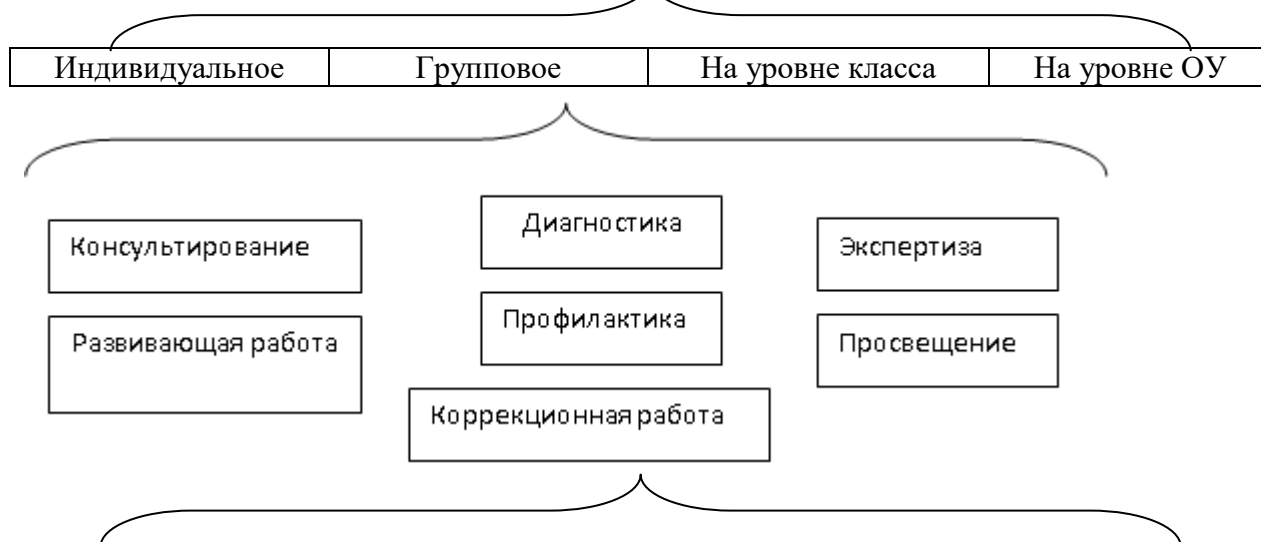 Индивидуальное Групповое На уровне класса На уровне ОУ
Диагностика
Консультирование
Экспертиза
Профилактика
Развивающая работа
Просвещение
Коррекционная работа